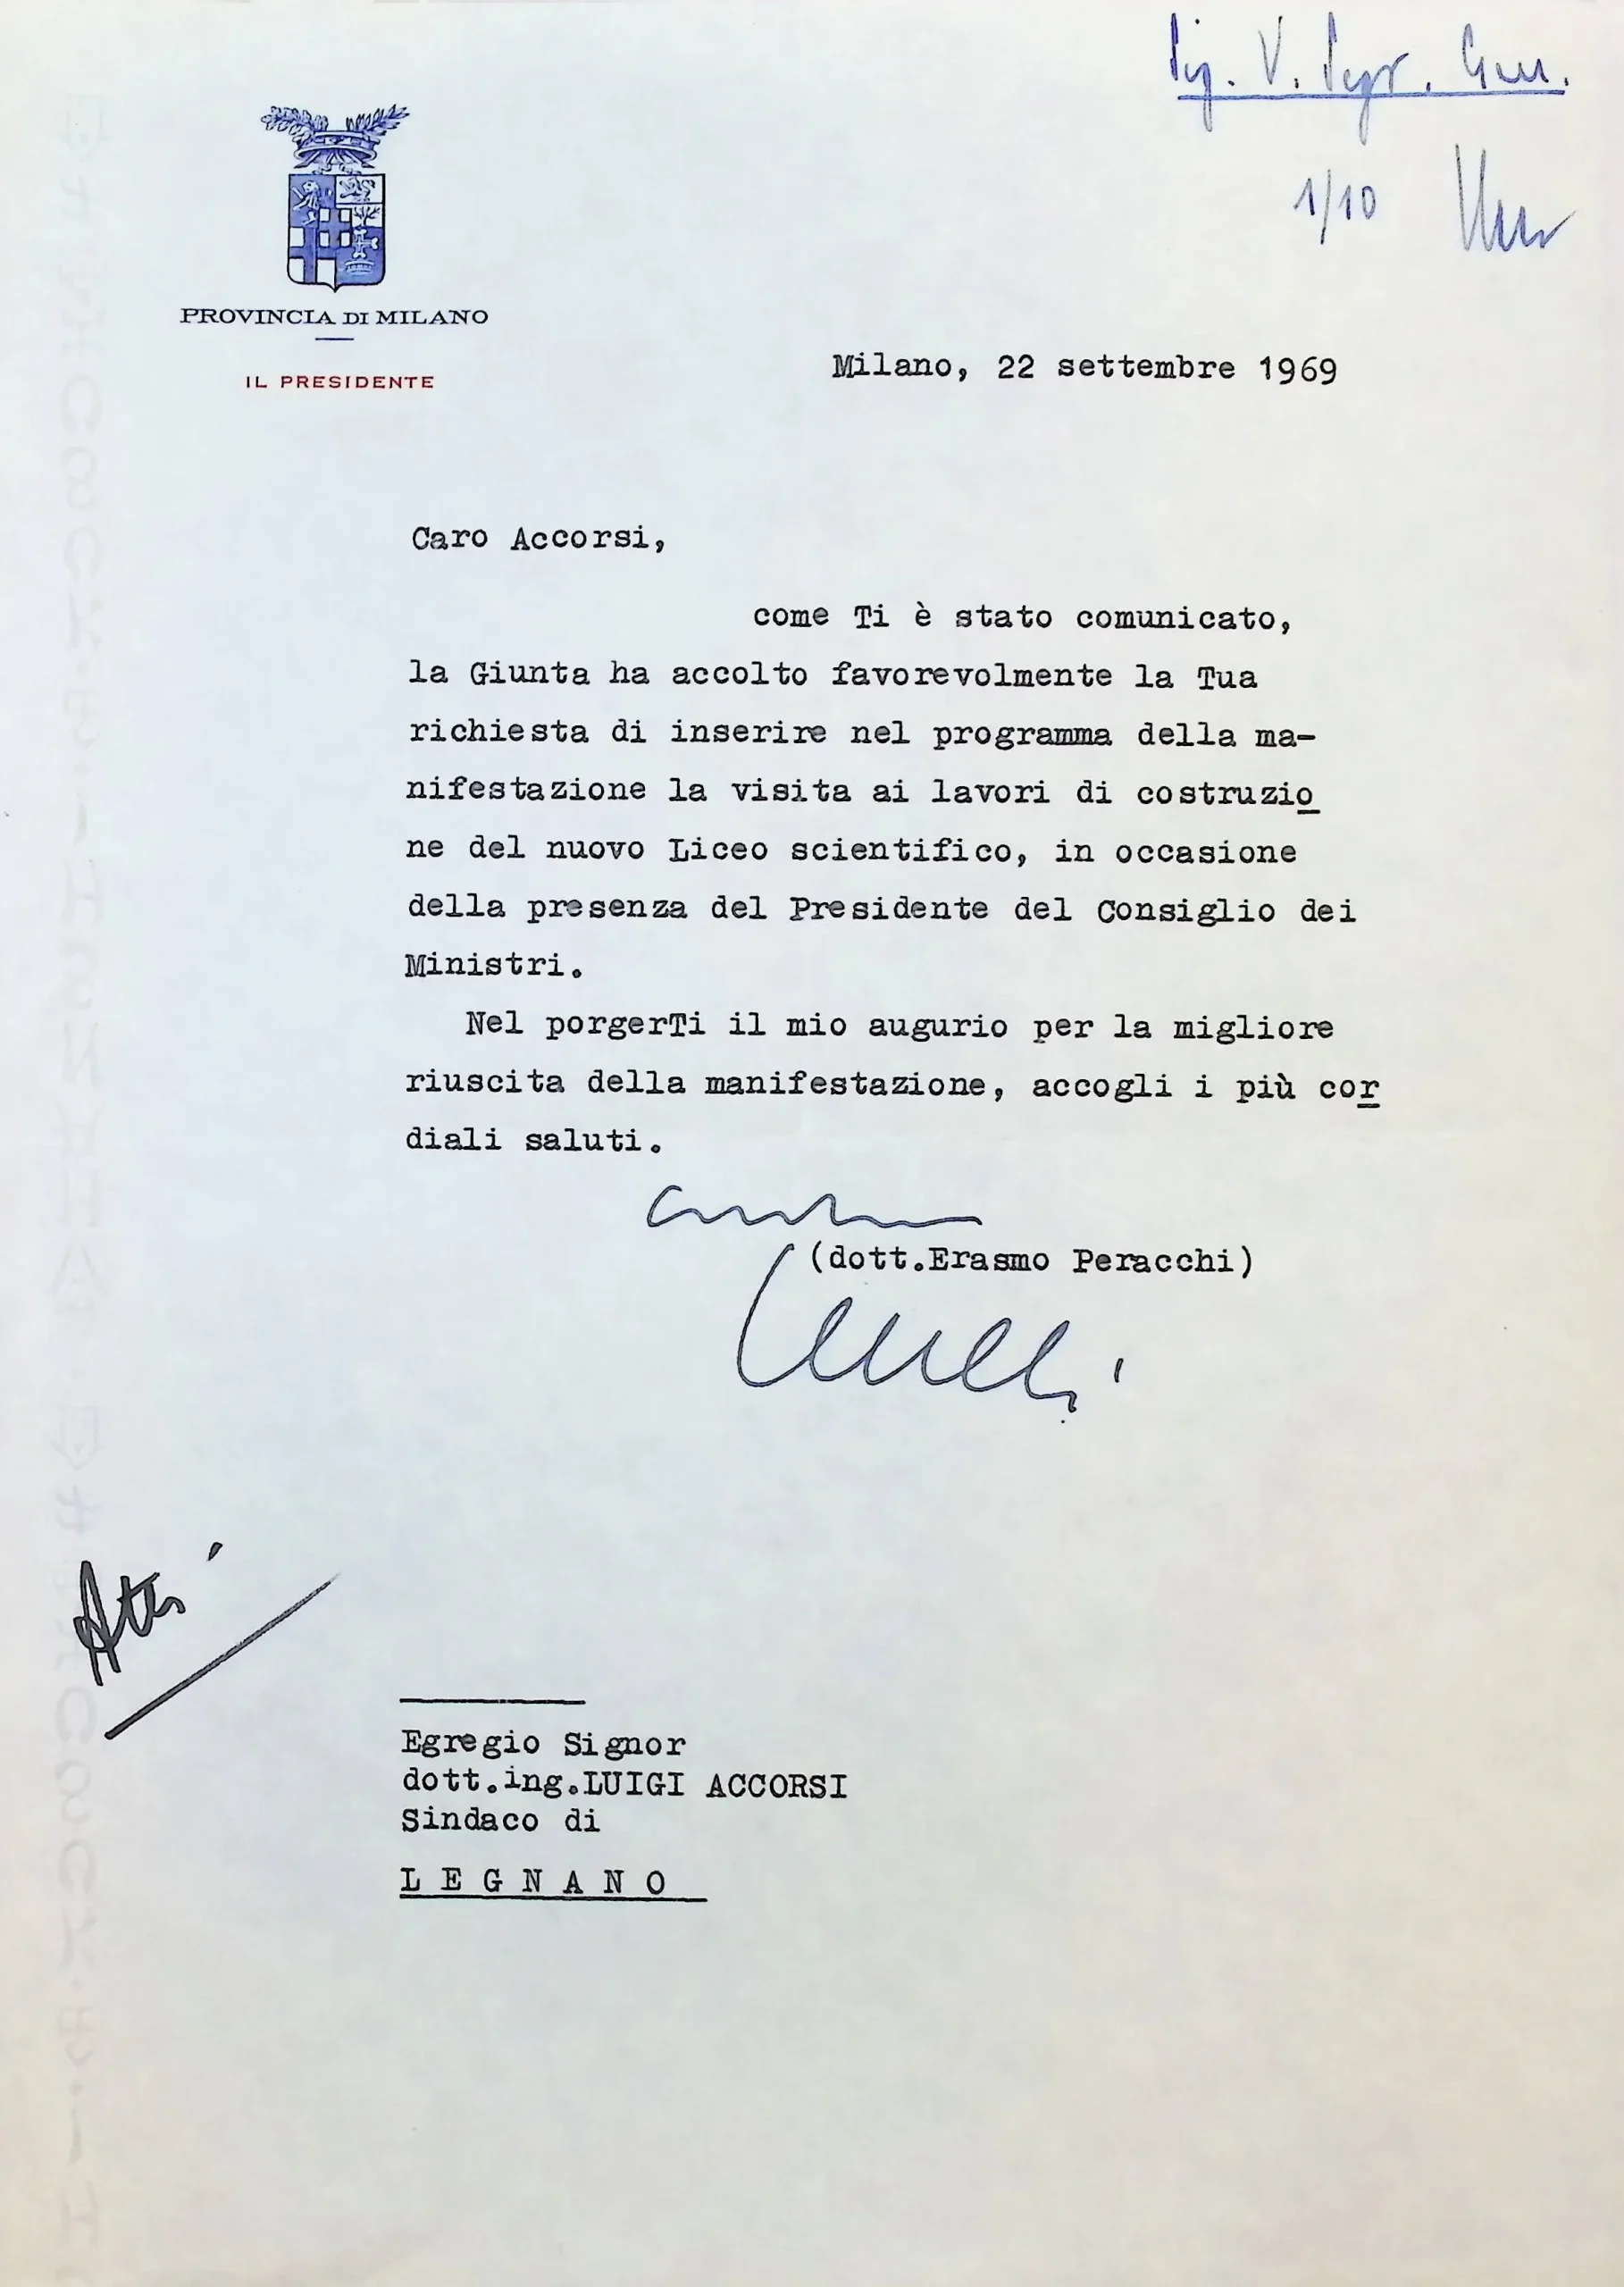 Sig. V. Segr. Gen.
1/10
PROVINCIA DI MILANO
IL PRESIDENTE
Milano, 22 settembre 1969
Caro Accorsi,
come Ti è stato comunicato,
la Giunta ha accolto favorevolmente la Tua
richiesta di inserire nel programma della ma-
nifestazione la visita ai lavori di costruzio
ne del nuovo Liceo scientifico, in occasione
della presenza del Presidente del Consiglio dei
Ministri.
Nel porgerTi il mio augurio per la migliore
riuscita della manifestazione, accogli i più cor
diali saluti.
(dott.Erasmo Peracchi)
Atti
Egregio Signor
dott.ing.LUIGI ACCORSI
Sindaco di
L E G N A N O